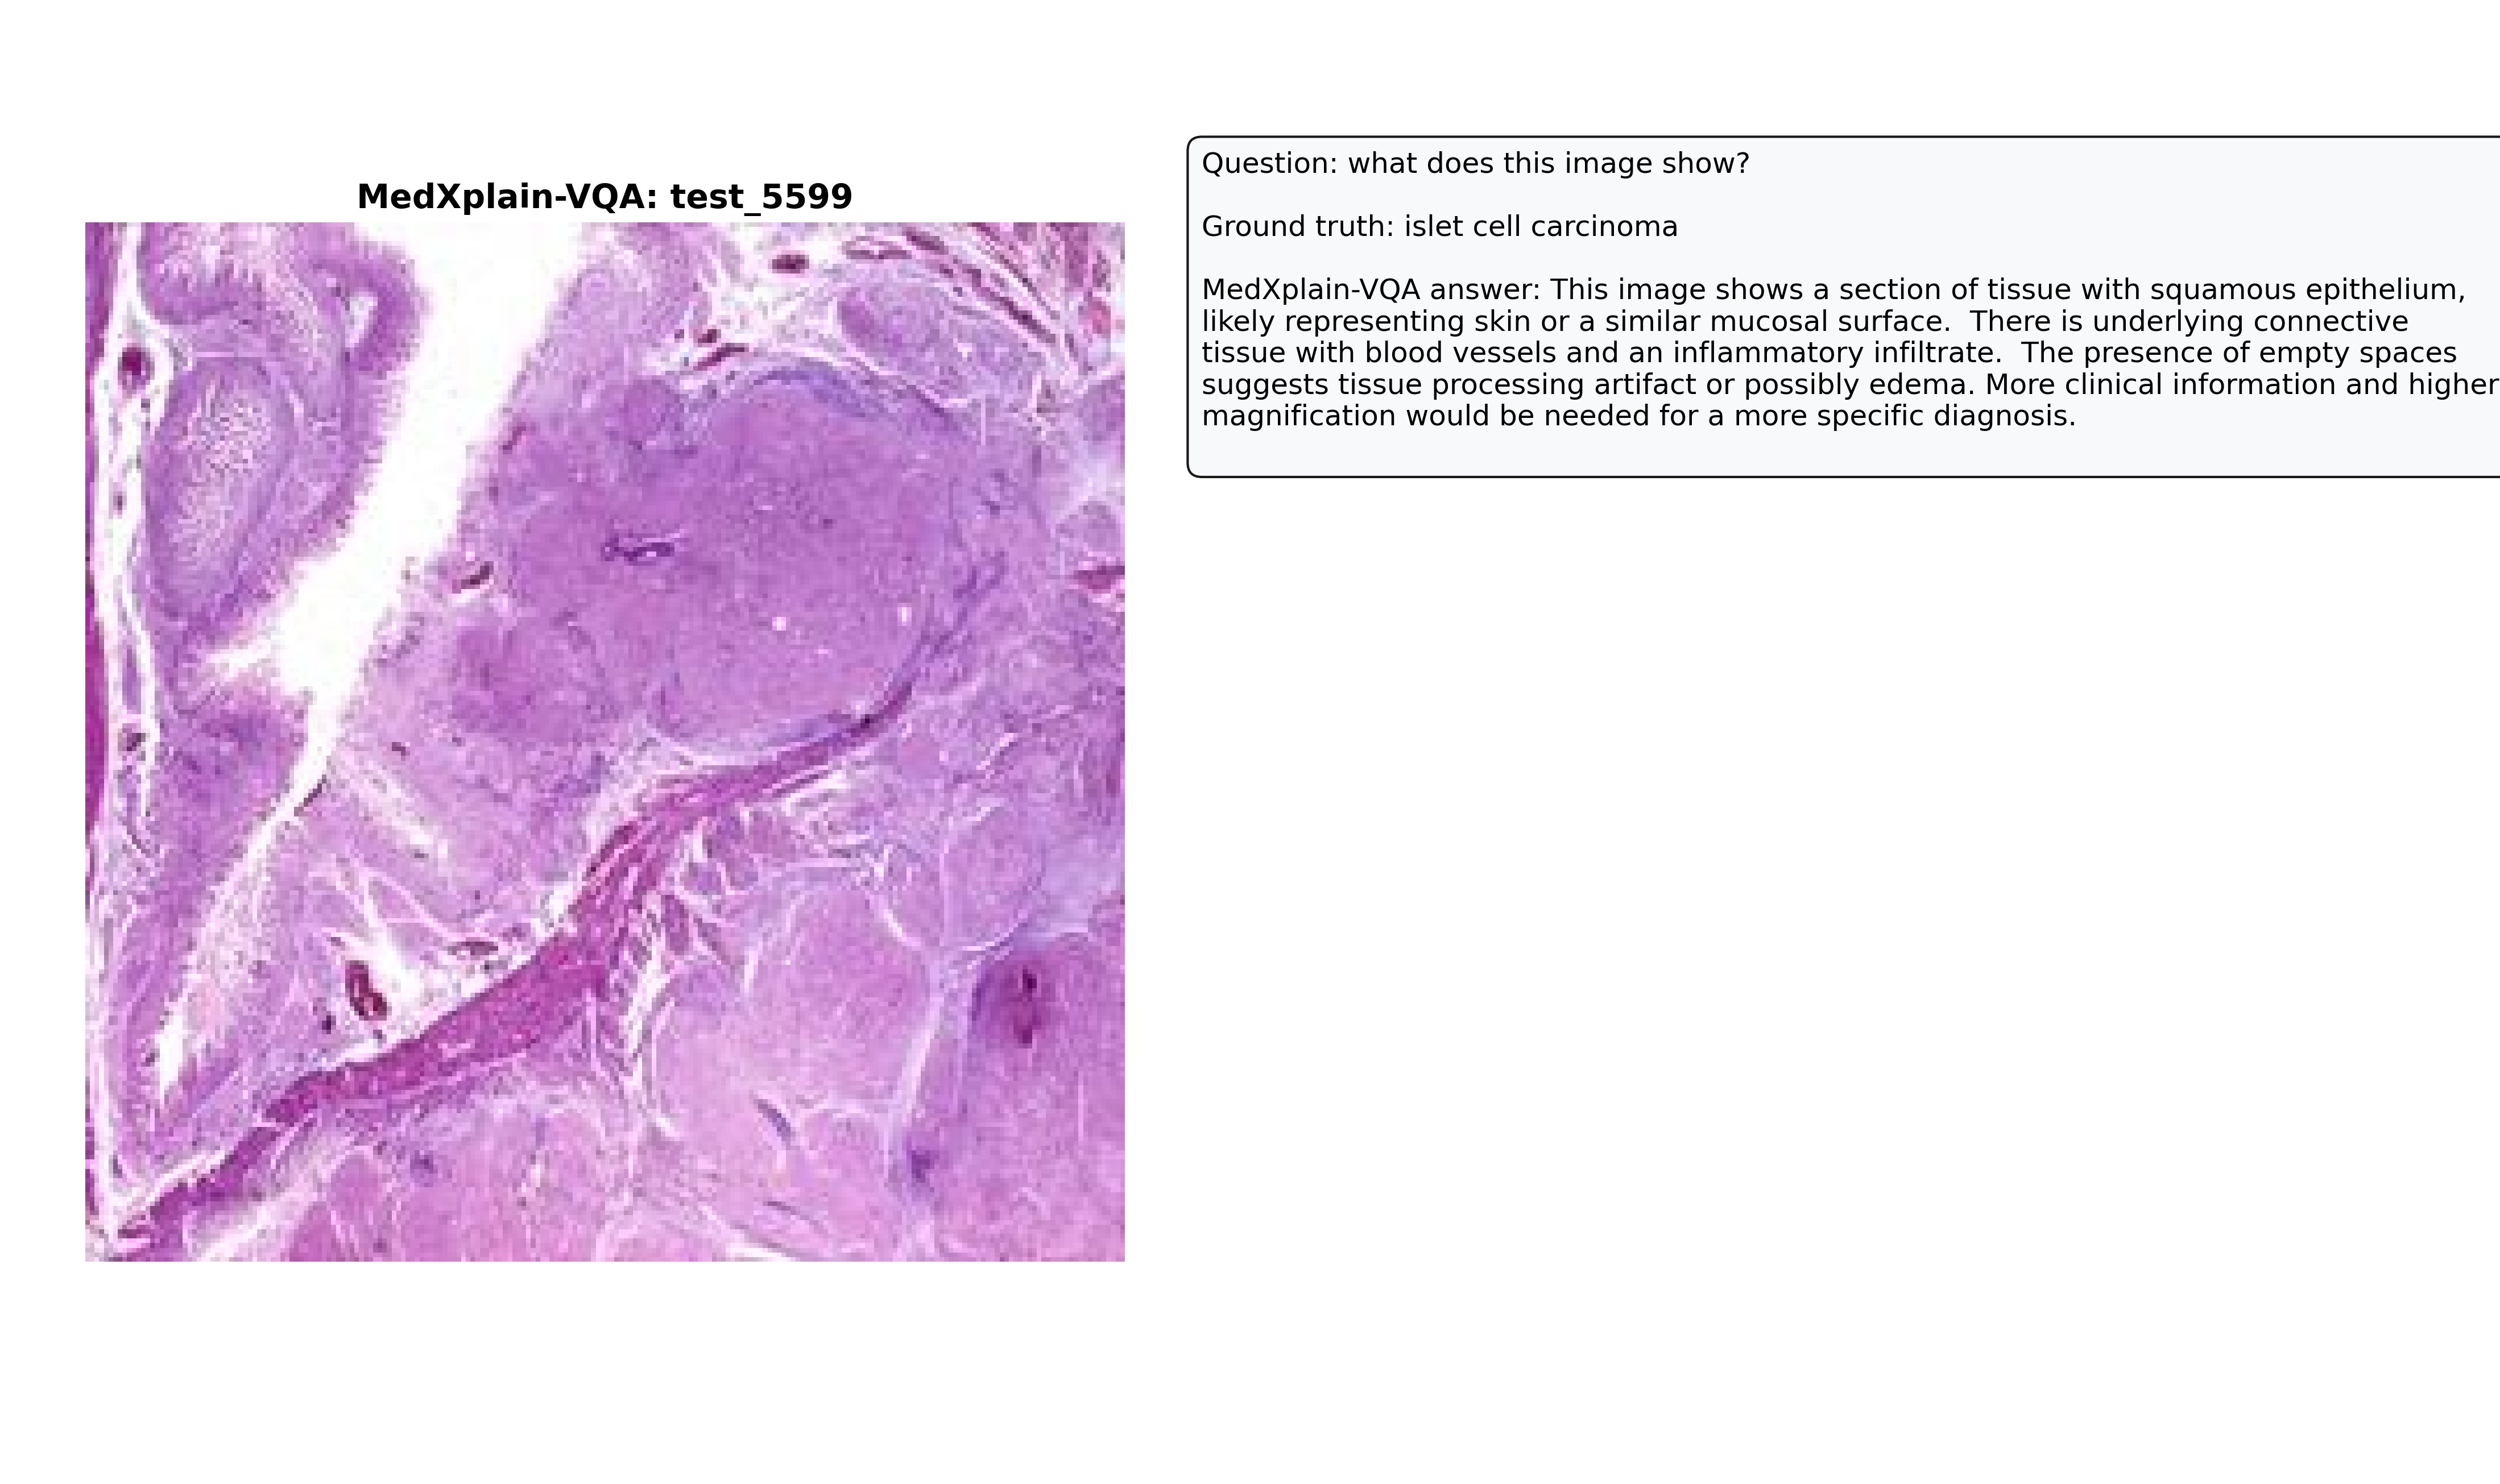 MedXplain-VQA: test_5599
Question: what does this image show?
Ground truth: islet cell carcinoma
MedXplain-VQA answer: This image shows a section of tissue with squamous epithelium,
likely representing skin or a similar mucosal surface.  There is underlying connective
tissue with blood vessels and an inflammatory infiltrate.  The presence of empty spaces
suggests tissue processing artifact or possibly edema. More clinical information and higher
magnification would be needed for a more specific diagnosis.